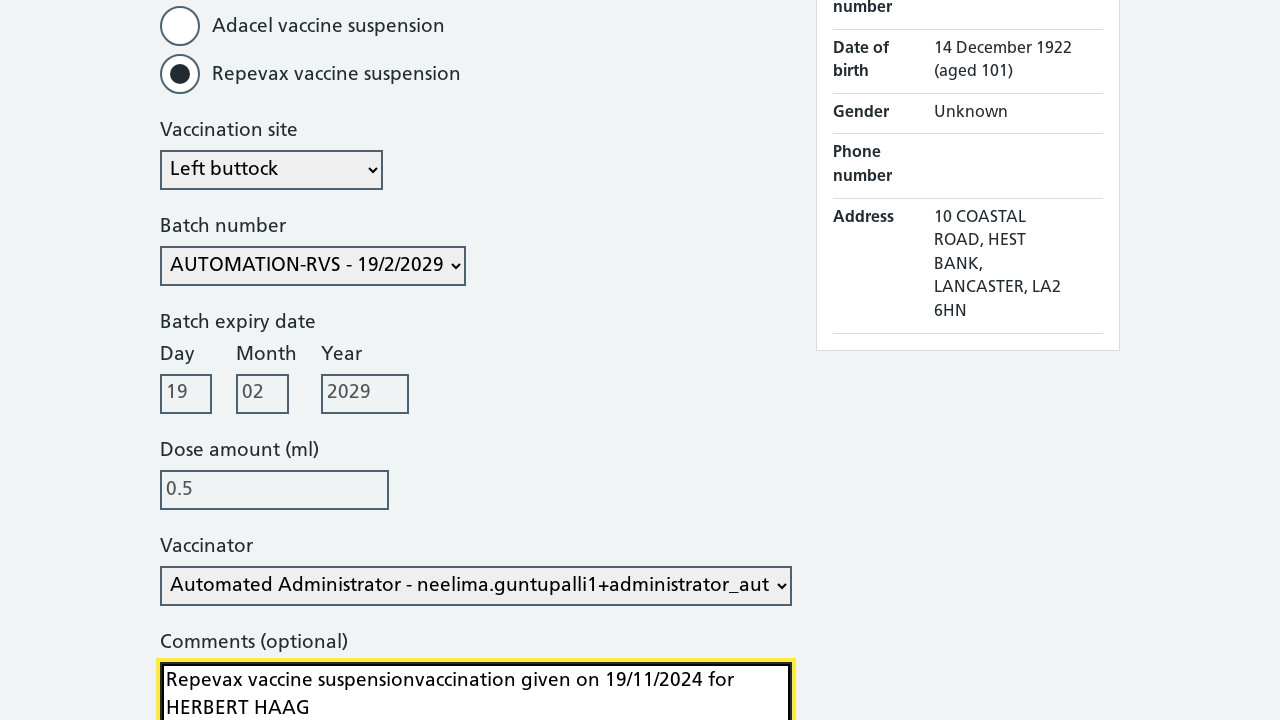 Adacel vaccine suspension
Repevax vaccine suspension
Vaccination site
Left buttock
Batch number
AUTOMATION-RVS - 19/2/2029
Batch expiry date
Day Month Year
19 02 2029
Dose amount (ml)
0.5
Vaccinator
Automated Administrator - neelima.guntupalli1+administrator_aut
Comments (optional)
Repevax vaccine suspensionvaccination given on 19/11/2024 for
HERBERT HAAG
number
Date of birth 14 December 1922
(aged 101)
Gender Unknown
Phone
number
Address 10 COASTAL
ROAD, HEST
BANK,
LANCASTER, LA2
6HN